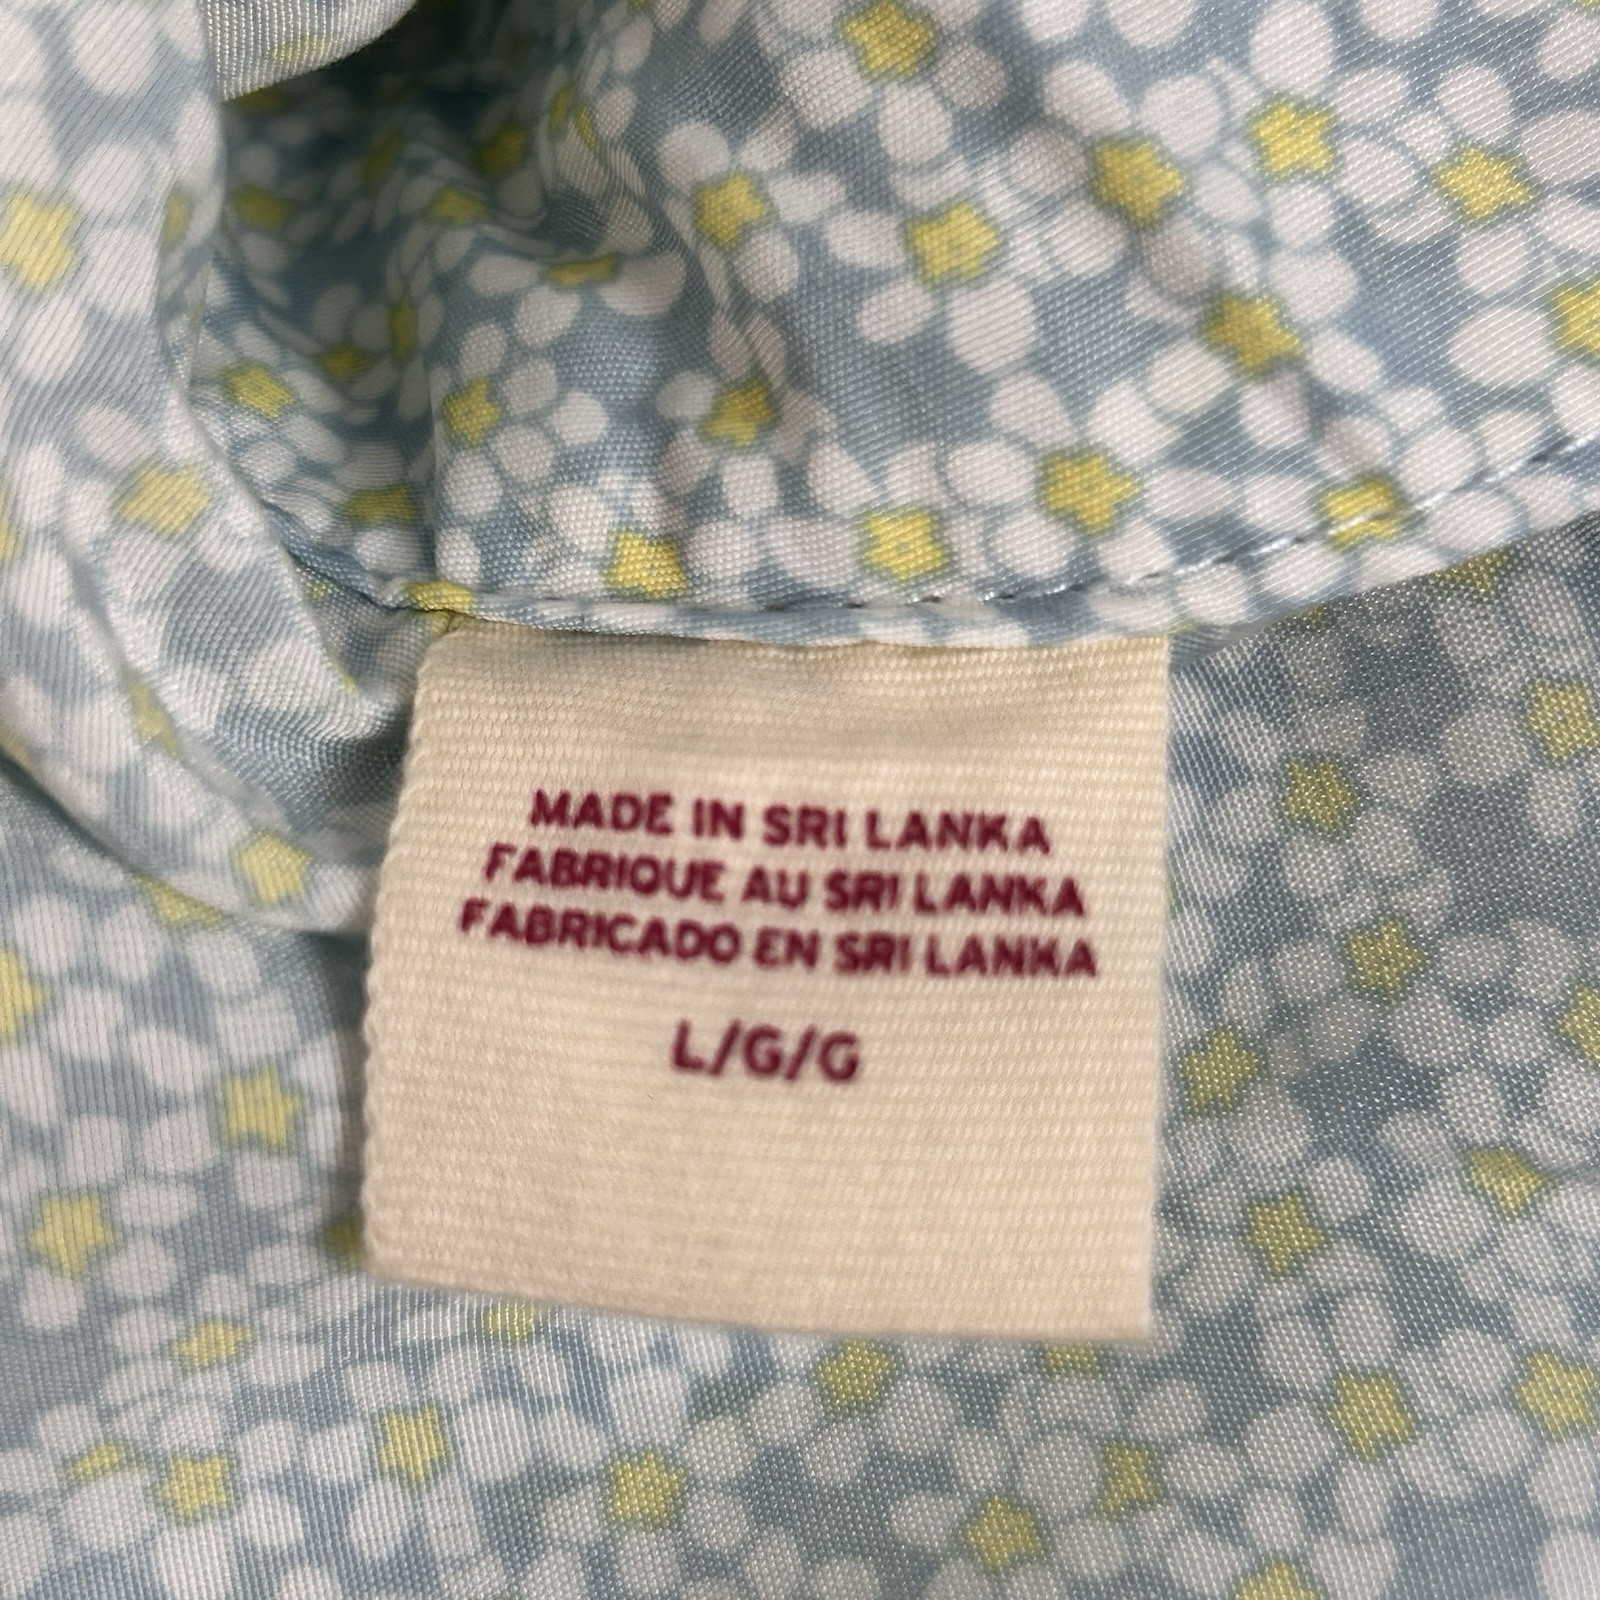 MADE IN SRI LANKA
FABRIQUE AU SRI LANKA
FABRICADO EN SRI LANKA
L/G/G